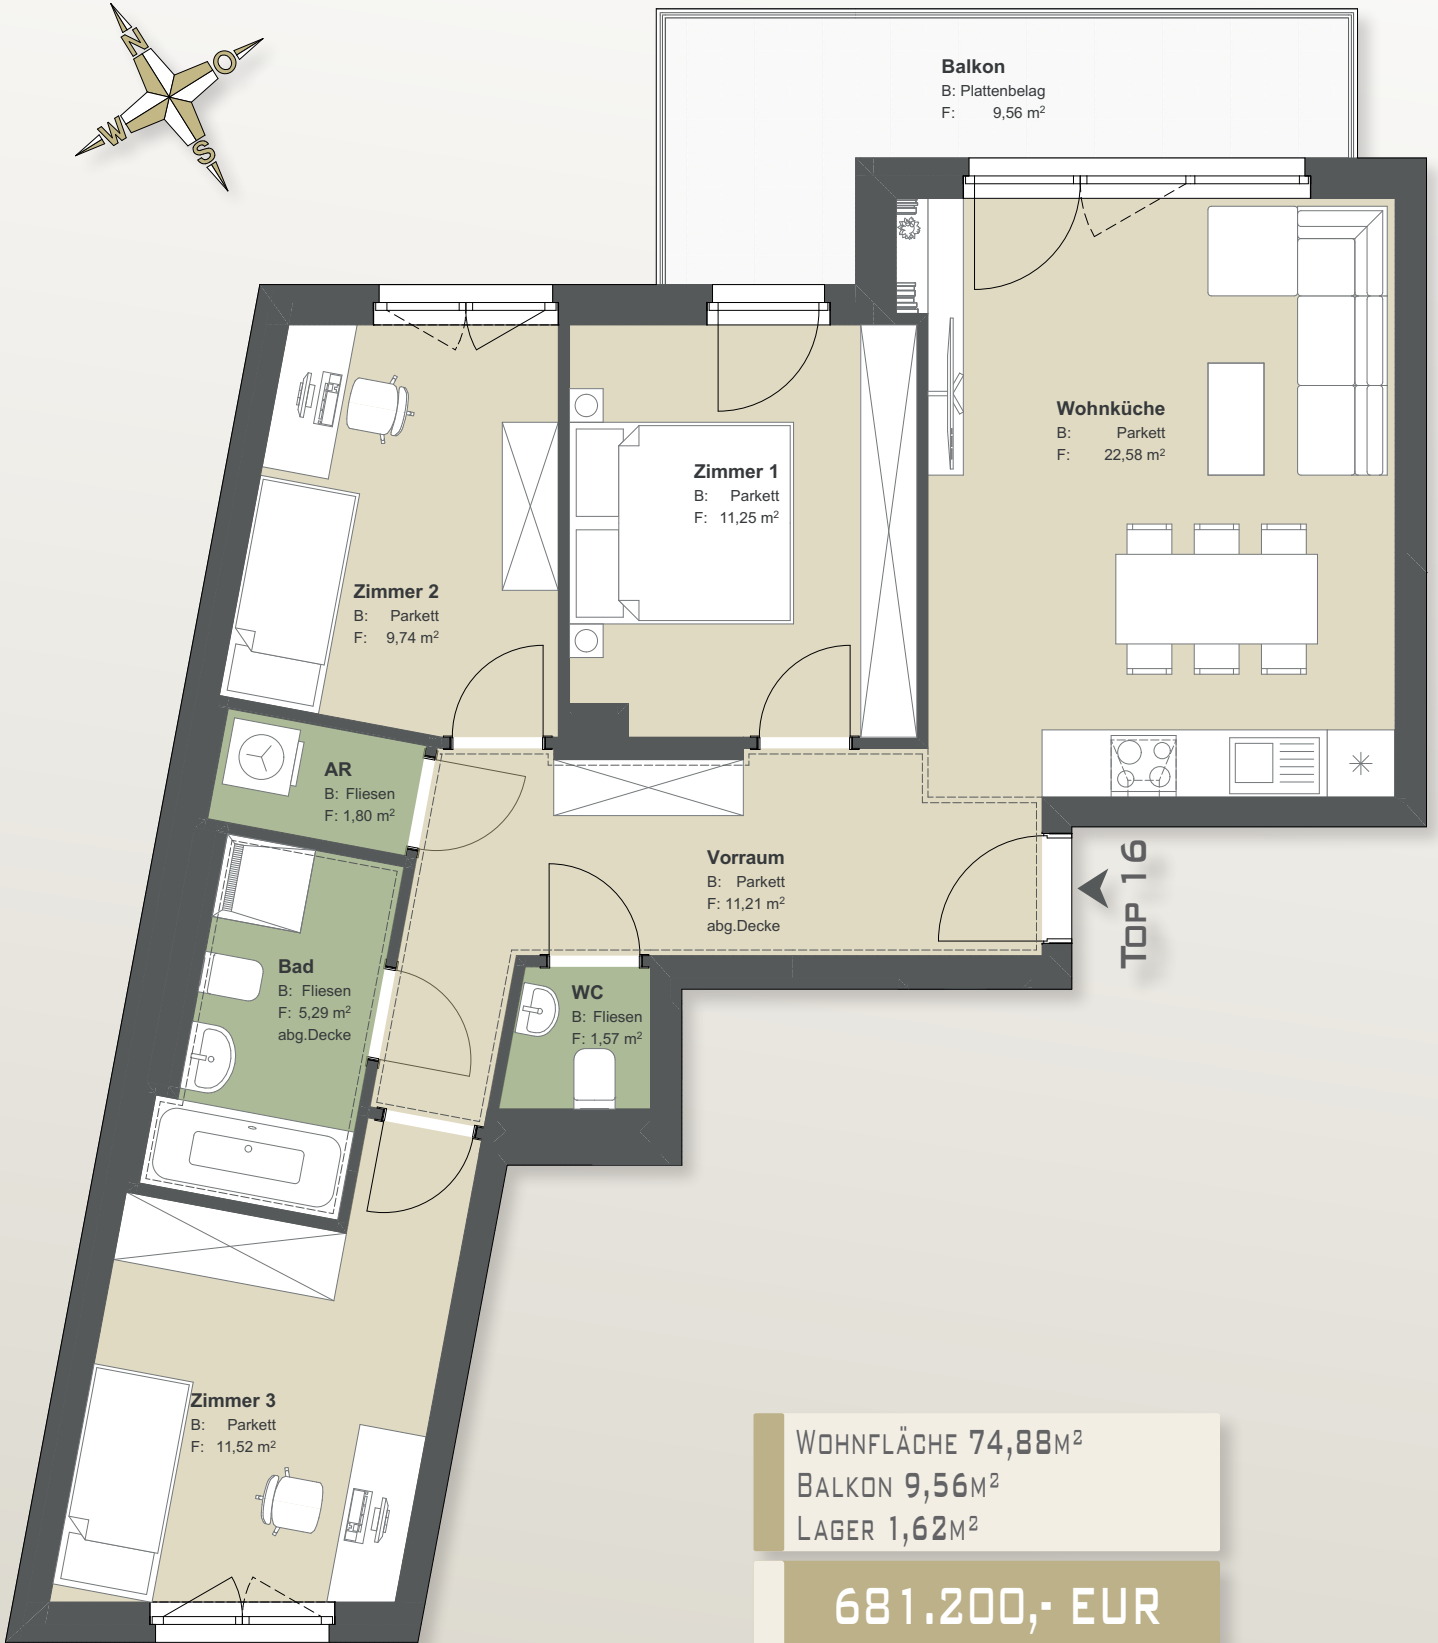 N
O
W
S
Balkon
B: Plattenbelag
F: 9,56 m²
Wohnküche
B: Parkett
F: 22,58 m²
Zimmer 1
B: Parkett
F: 11,25 m²
Zimmer 2
B: Parkett
F: 9,74 m²
AR
B: Fliesen
F: 1,80 m²
Vorraum
B: Parkett
F: 11,21 m²
abg.Decke
TOP 16
Bad
B: Fliesen
F: 5,29 m²
abg.Decke
WC
B: Fliesen
F: 1,57 m²
Zimmer 3
B: Parkett
F: 11,52 m²
WOHNFLÄCHE 74,88M²
BALKON 9,56M²
LAGER 1,62M²
681.200,- EUR